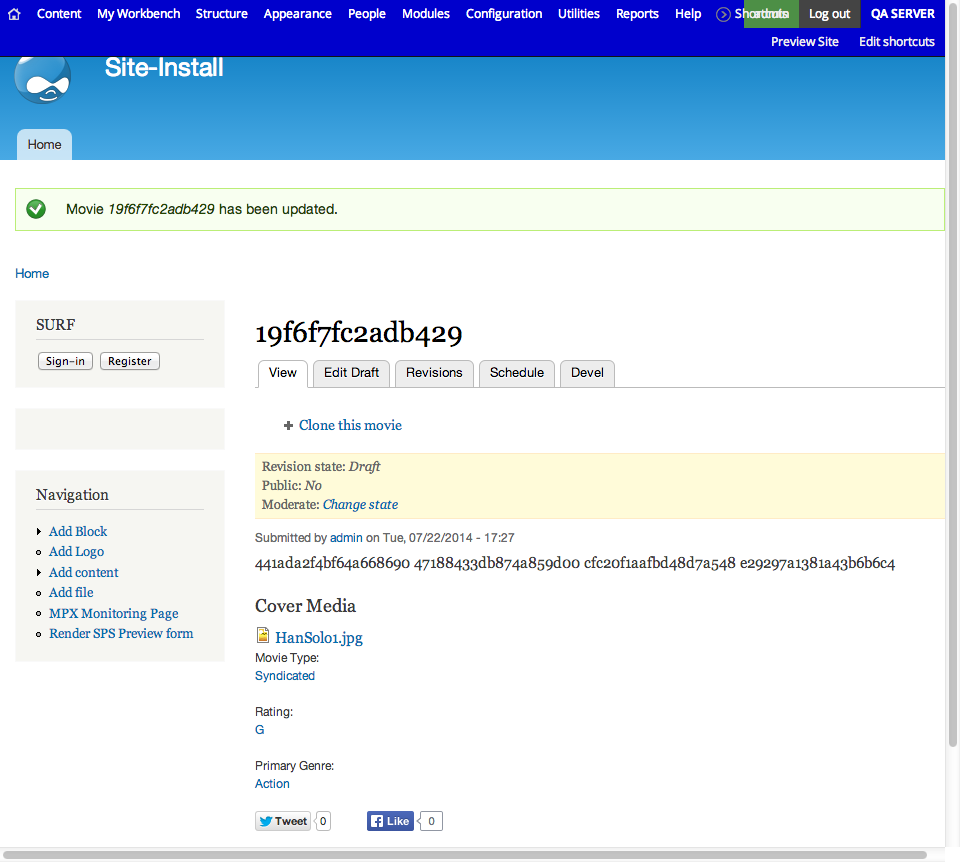 Content My Workbench Structure Appearance People Modules Configuration Utilities Reports Help Shortcuts admin Log out QA SERVER
Preview Site Edit shortcuts
Site-Install
Home
Movie 19f6f7fc2adb429 has been updated.
Home
SURF
Sign-in Register
Navigation
Add Block
Add Logo
Add content
Add file
MPX Monitoring Page
Render SPS Preview form
19f6f7fc2adb429
View Edit Draft Revisions Schedule Devel
Clone this movie
Revision state: Draft
Public: No
Moderate: Change state
Submitted by admin on Tue, 07/22/2014 - 17:27
441ada2f4bf64a668690 47188433db874a859d00 cfc20f1aafbd48d7a548 e29297a1381a43b6b6c4
Cover Media
HanSolo1.jpg
Movie Type:
Syndicated
Rating:
G
Primary Genre:
Action
Tweet 0 Like 0